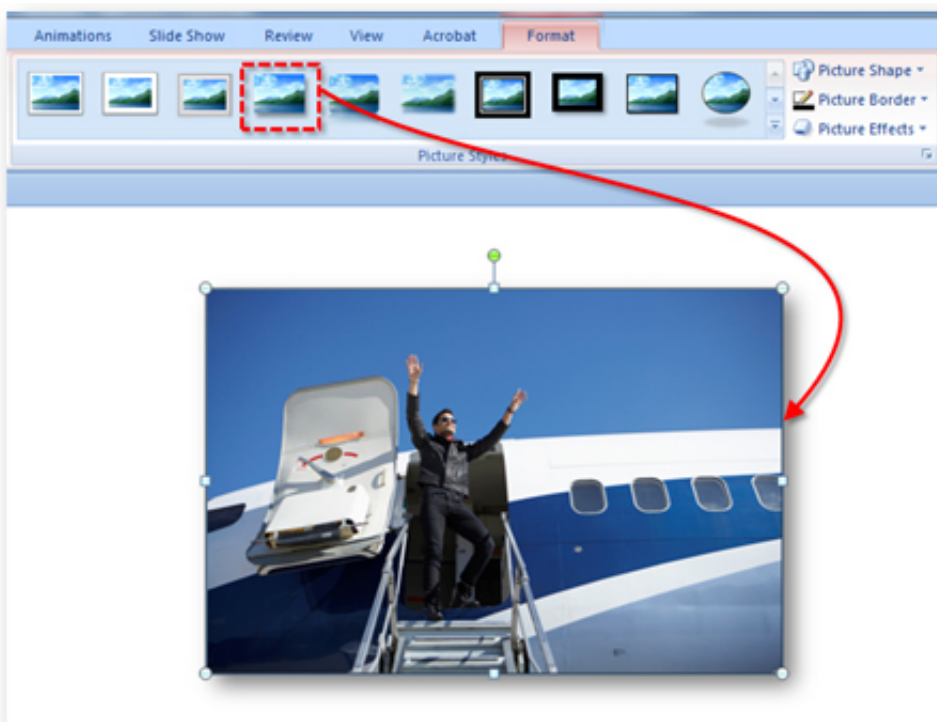 Animations Slide Show Review View Acrobat Format
Picture Shape
Picture Border
Picture Effects
Picture Styles